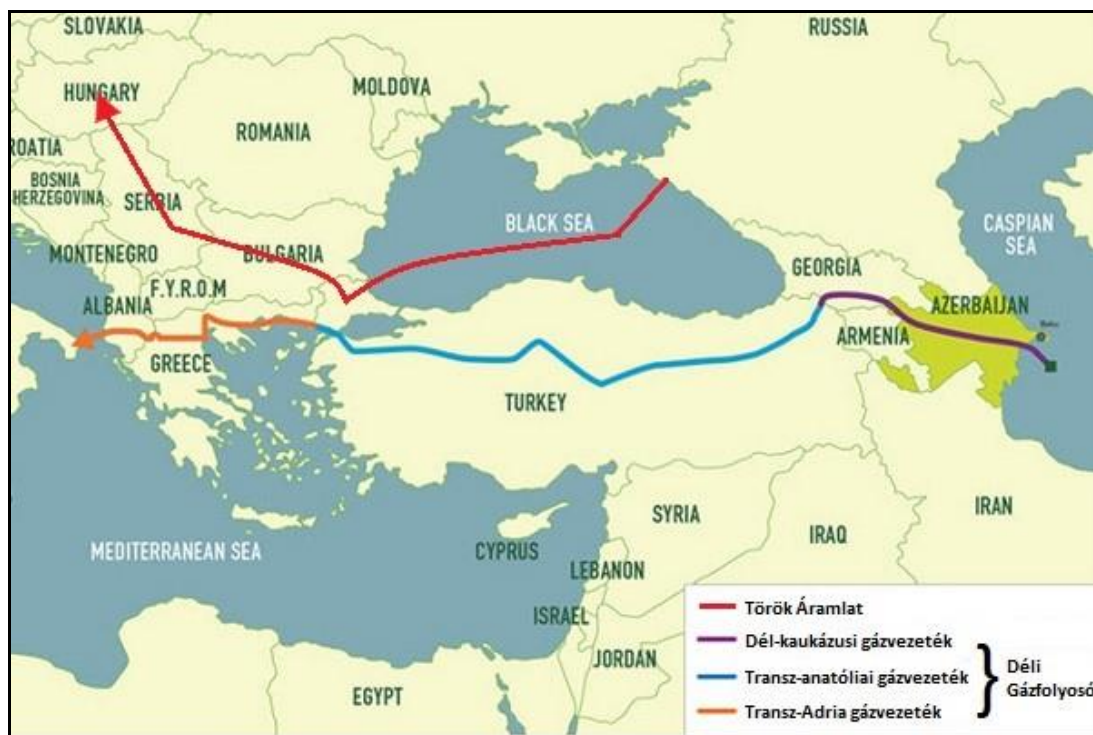 SLOVAKIA
RUSSIA
HUNGARY
MOLDOVA
ROMANIA
ROATIA
BOSNIA
HERZEGOVINA
SERBIA
BLACK SEA
CASPIAN
SEA
MONTENEGRO
BULGARIA
GEORGIA
F.Y.R.O.M
ALBANIA
AZERBAIJAN
Baku
ARMENIA
GREECE
TURKEY
SYRIA
IRAN
IRAQ
MEDITERRANEAN SEA
CYPRUS
LEBANON
ISRAEL
JORDAN
EGYPT
Török Áramlat
Dél-kaukázusi gázvezeték
Transz-anatóliai gázvezeték
Transz-Adria gázvezeték
Déli
Gázfolyosó